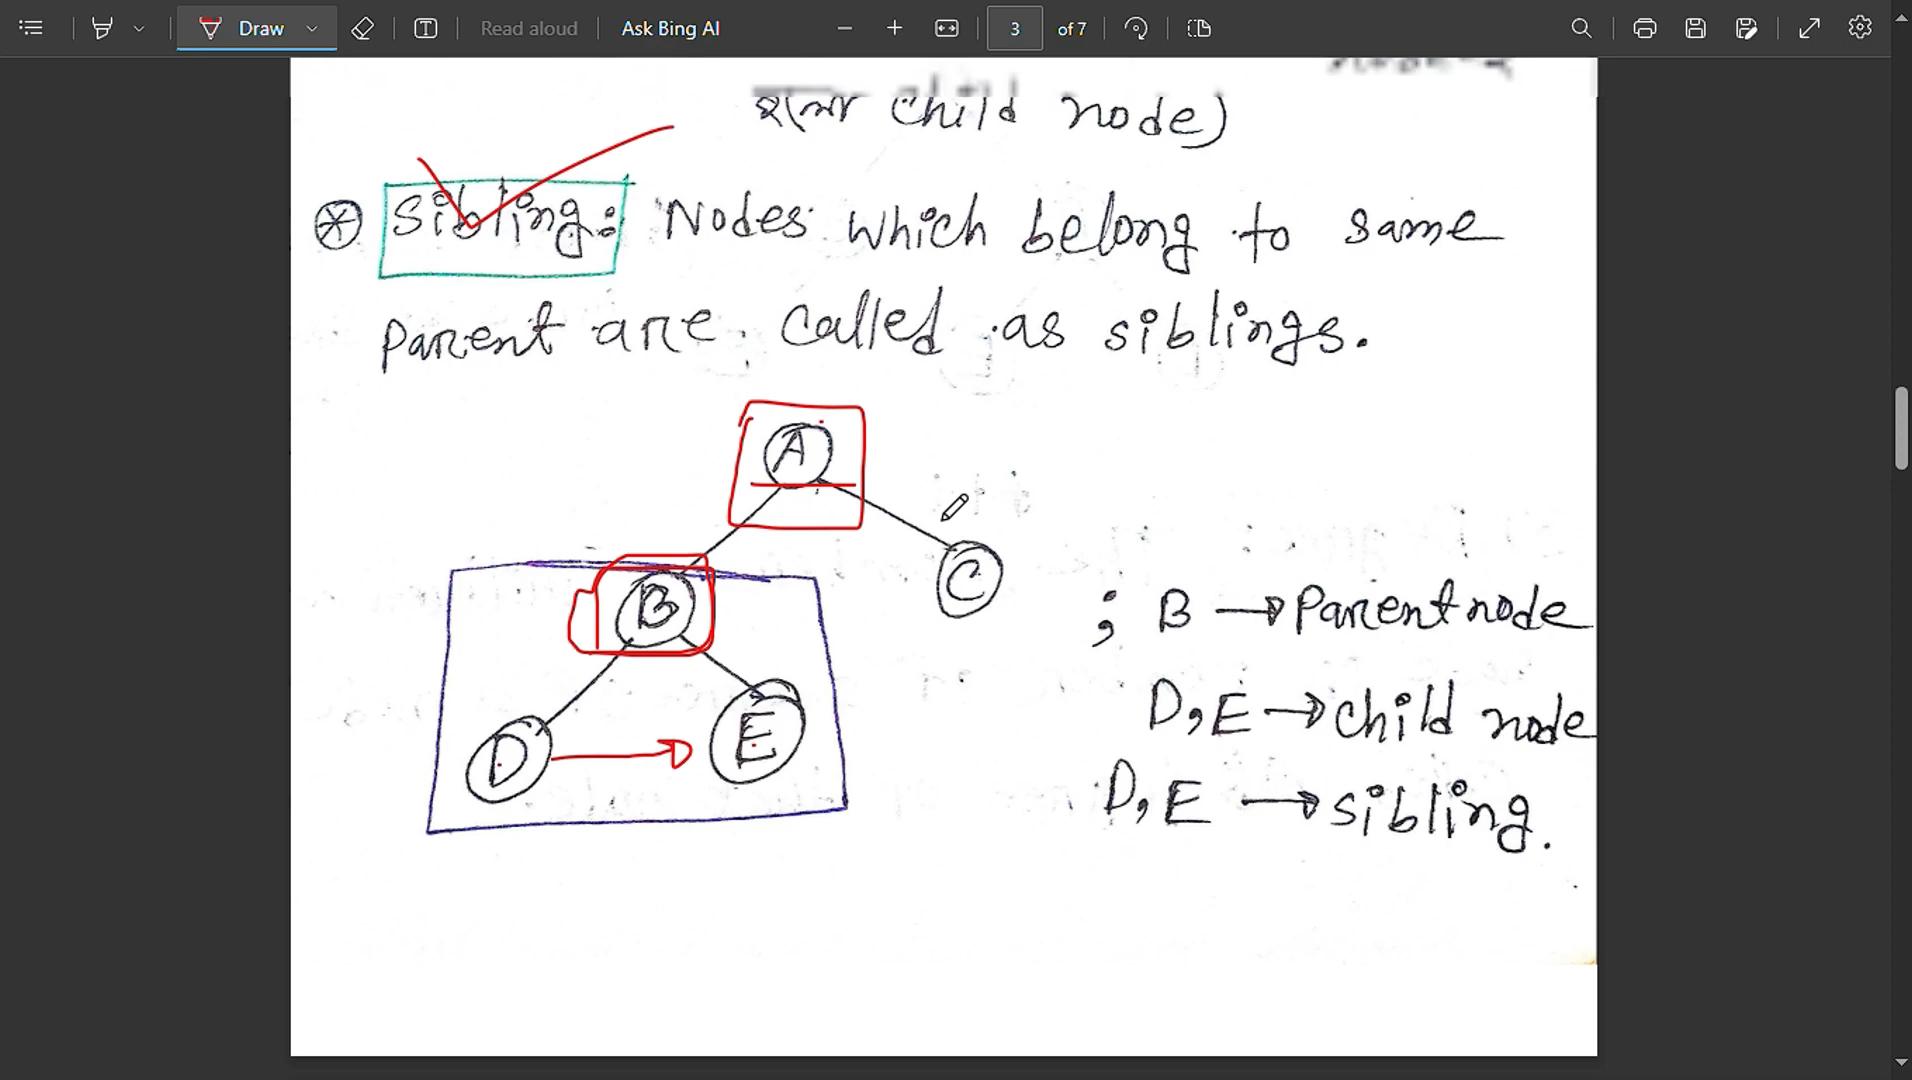 Draw
Read aloud
Ask Bing AI
3
of 7
child node)
Sibling: Nodes which belong to same
Parent are called as siblings.
A
B
C
; B → Parent node
D
E
D, E → child node
D, E → sibling.